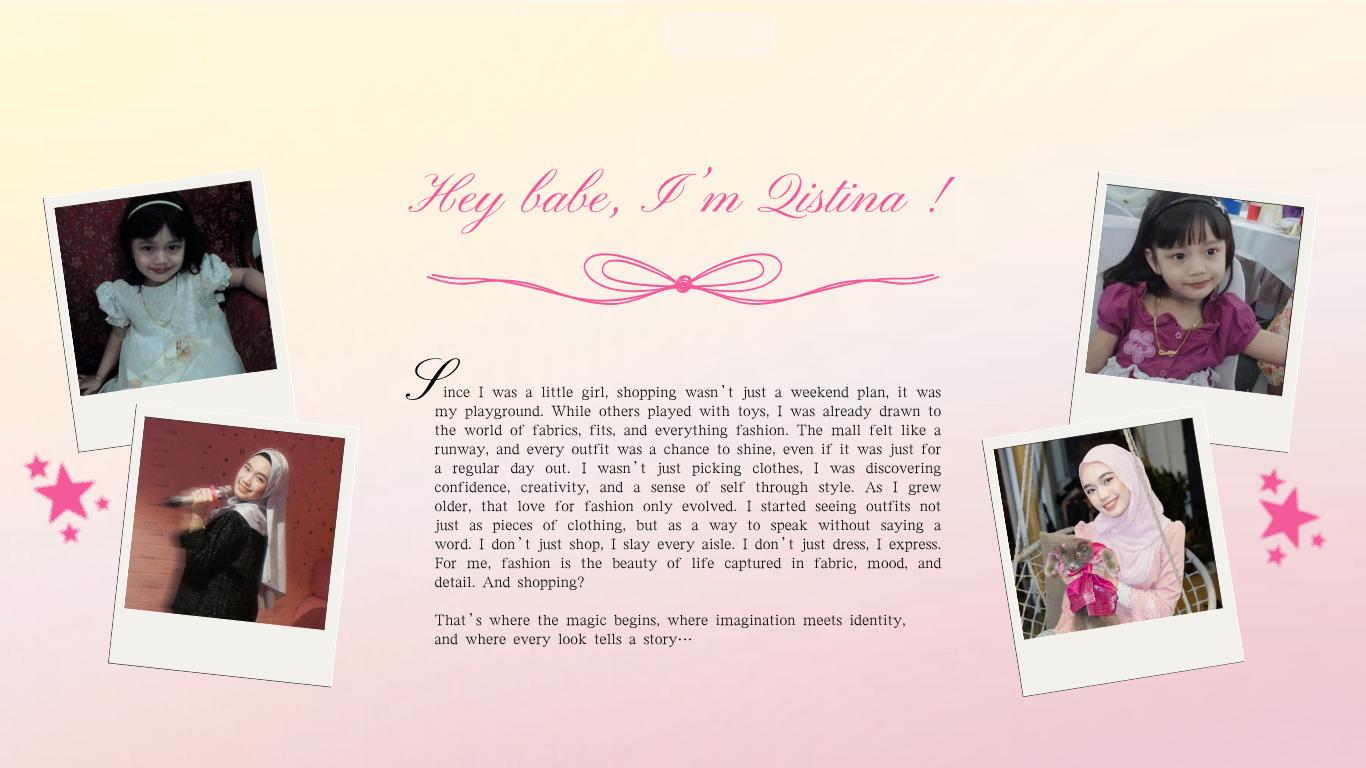 Hey babe, I’m Qistina !
Since I was a little girl, shopping wasn’t just a weekend plan, it was
my playground. While others played with toys, I was already drawn to
the world of fabrics, fits, and everything fashion. The mall felt like a
runway, and every outfit was a chance to shine, even if it was just for
a regular day out. I wasn’t just picking clothes, I was discovering
confidence, creativity, and a sense of self through style. As I grew
older, that love for fashion only evolved. I started seeing outfits not
just as pieces of clothing, but as a way to speak without saying a
word. I don’t just shop, I slay every aisle. I don’t just dress, I express.
For me, fashion is the beauty of life captured in fabric, mood, and
detail. And shopping?
That’s where the magic begins, where imagination meets identity,
and where every look tells a story…